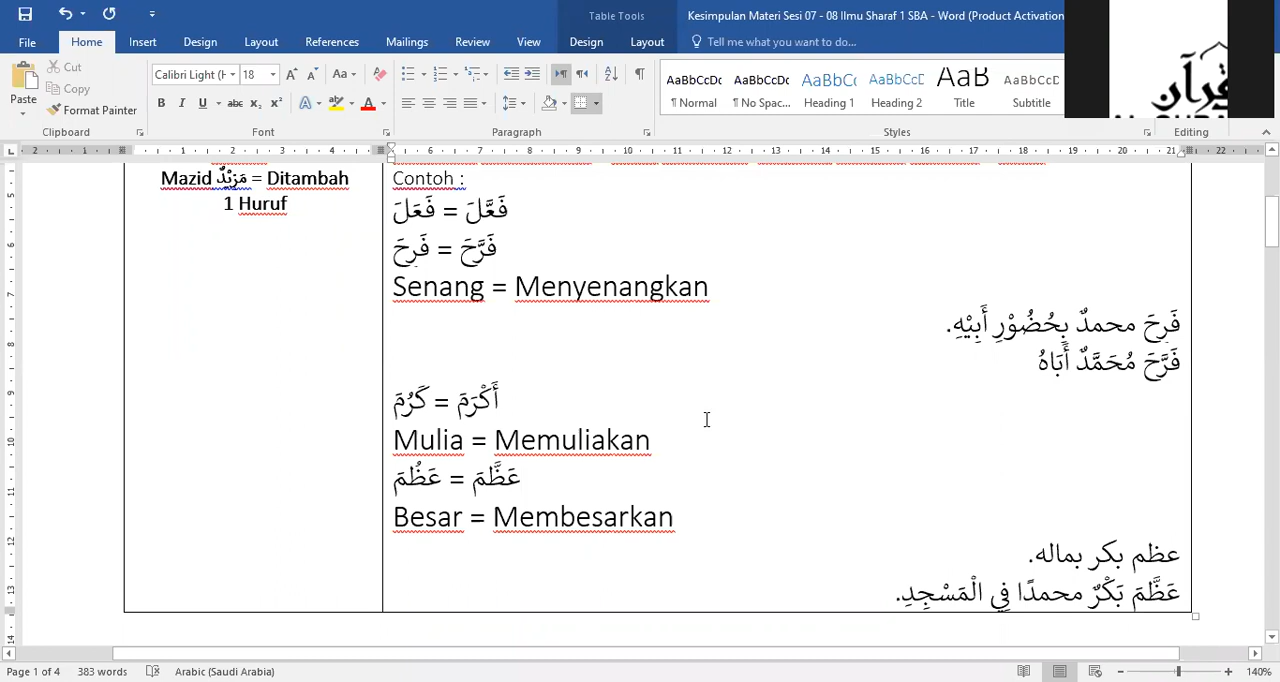 Table Tools
Kesimpulan Materi Sesi 07 - 08 Ilmu Sharaf 1 SBA - Word (Product Activation
File Home Insert Design Layout References Mailings Review View Design Layout Tell me what you want to do...
Paste
Cut
Copy
Format Painter
Calibri Light (H 18
AaBbCcDc AaBbCcDc AaBbCc AaBbCcD AaB AaBbCcD
¶ Normal ¶ No Spac... Heading 1 Heading 2 Title Subtitle
Clipboard Font Paragraph Styles Editing
Mazid مَزِيْدٌ = Ditambah
1 Huruf
Contoh :
فَعَلَ = فَعَّلَ
فَرِحَ = فَرَّحَ
Senang = Menyenangkan
فَرِحَ محمدٌ بِحُضُوْرِ أَبِيْهِ.
فَرَّحَ مُحَمَّدٌ أَبَاهُ
كَرُمَ = أَكْرَمَ
Mulia = Memuliakan
عَظُمَ = عَظَّمَ
Besar = Membesarkan
عظم بكر بماله.
عَظَّمَ بَكْرٌ محمدًا فِي الْمَسْجِدِ.
Page 1 of 4 383 words Arabic (Saudi Arabia) 140%